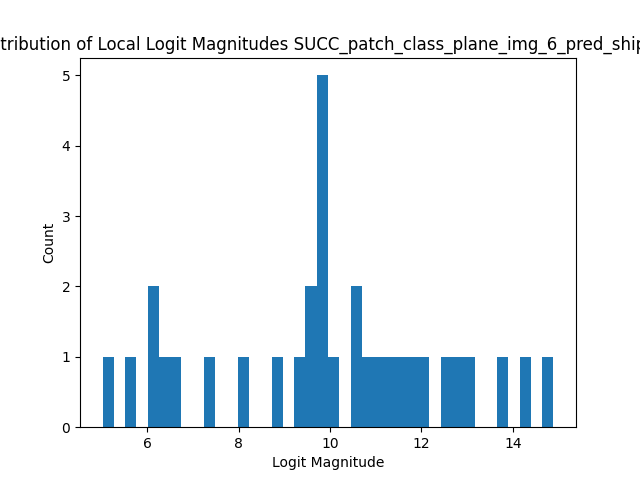 tribution of Local Logit Magnitudes SUCC_patch_class_plane_img_6_pred_ship
5
4
3
2
1
0
Count
6 8 10 12 14
Logit Magnitude